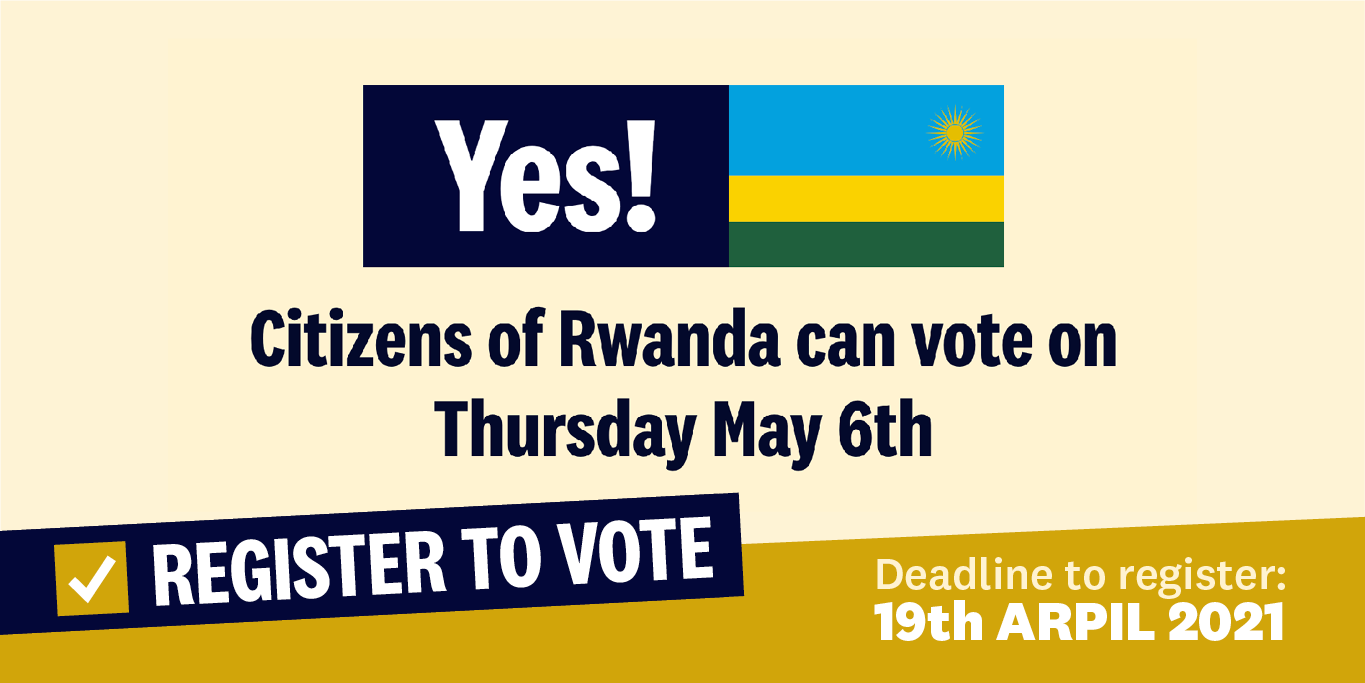 Yes!
Citizens of Rwanda can vote on
Thursday May 6th
REGISTER TO VOTE
Deadline to register:
19th ARPIL 2021